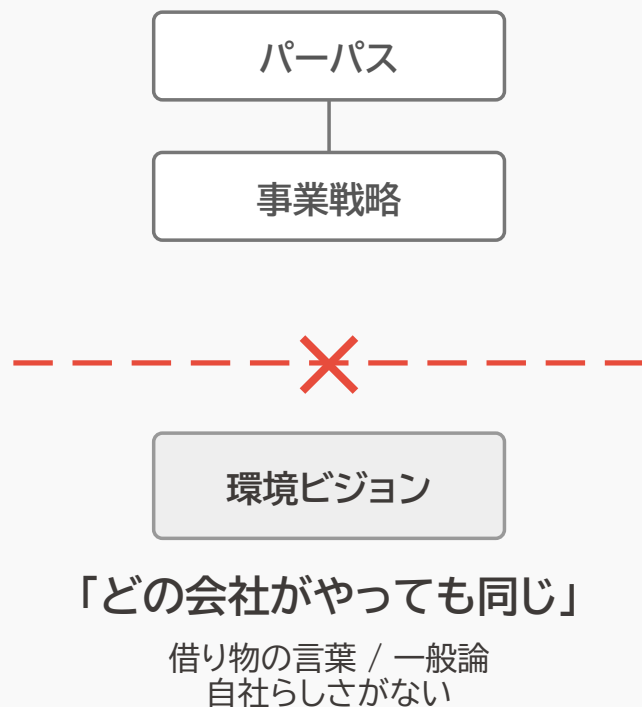 パーパス
事業戦略
環境ビジョン
「どの会社がやっても同じ」
借り物の言葉 / 一般論
自社らしさがない